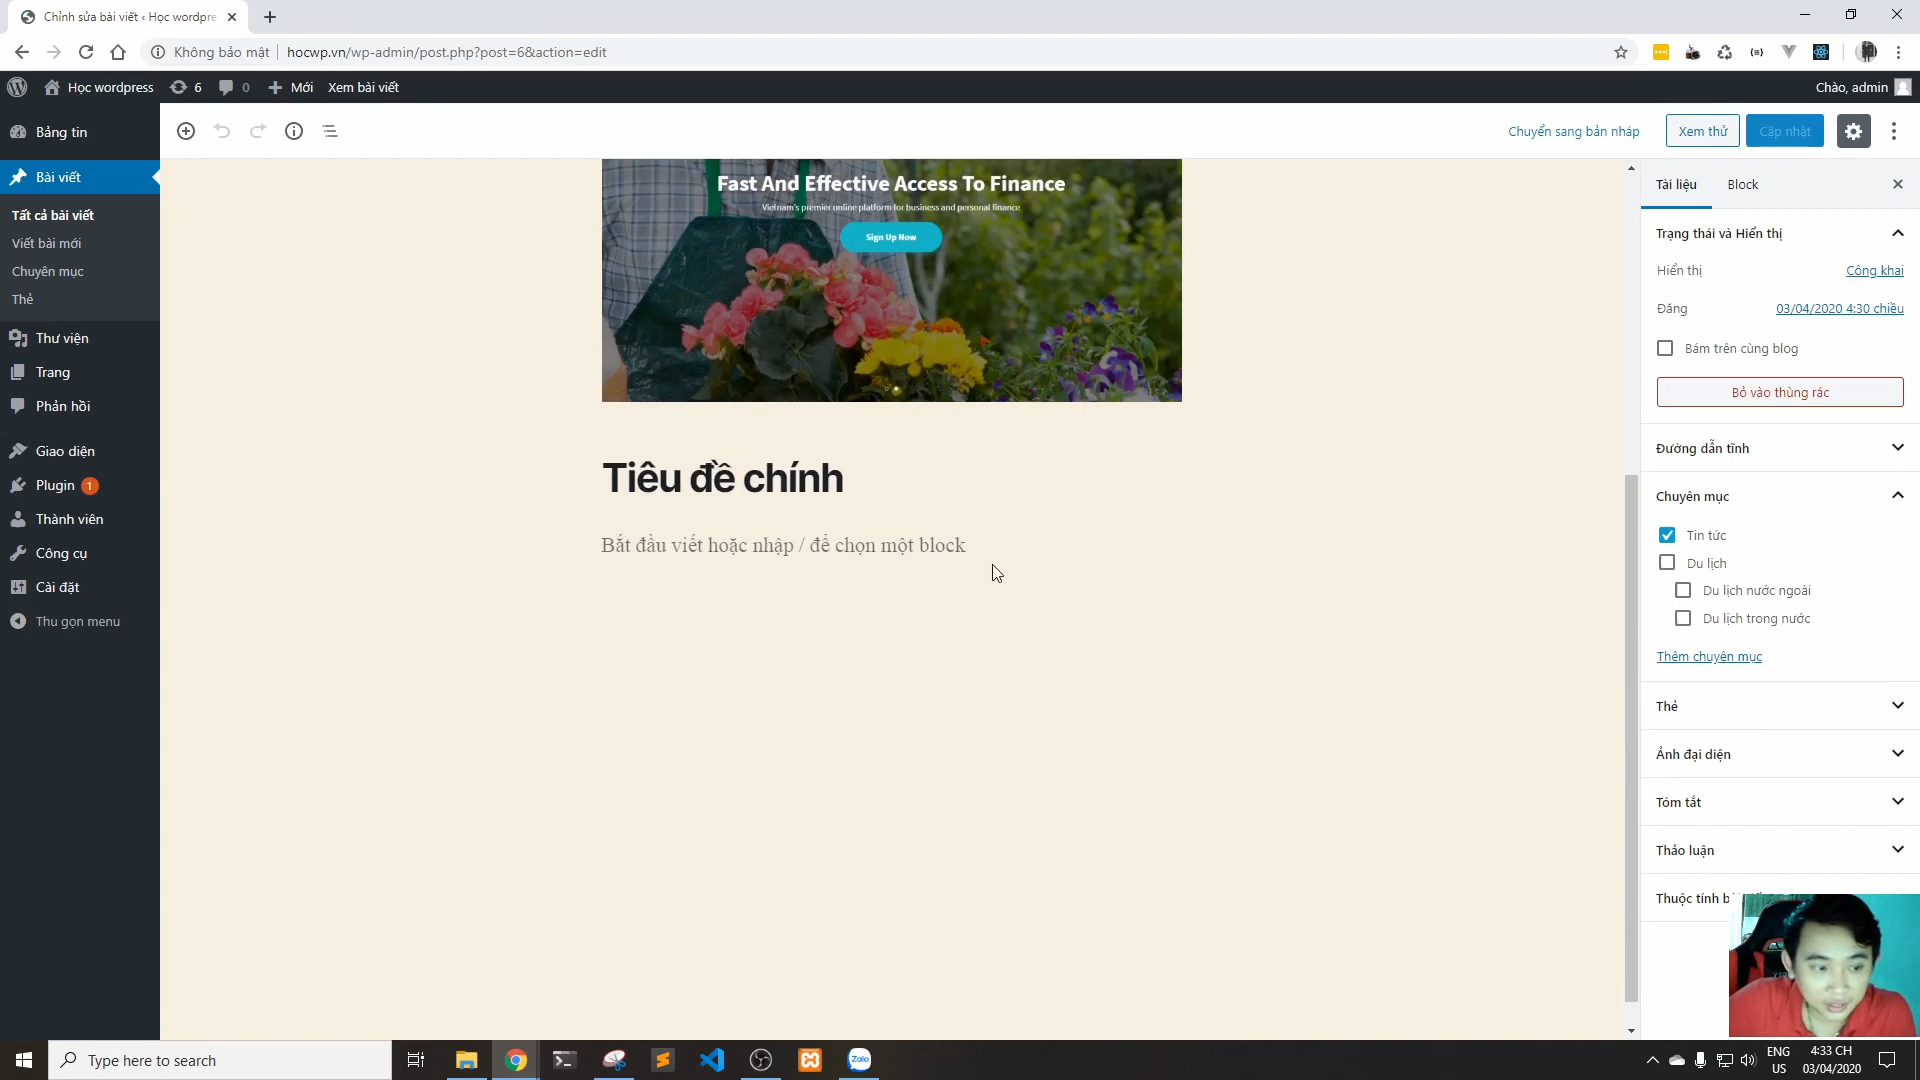 Chỉnh sửa bài viết ‹ Học wordpre
Không bảo mật
hocwp.vn/wp-admin/post.php?post=6&action=edit
Học wordpress
6
0
Mới
Xem bài viết
Chào, admin
Bảng tin
Bài viết
Tất cả bài viết
Viết bài mới
Chuyên mục
Thẻ
Thư viện
Trang
Phản hồi
Giao diện
Plugin 1
Thành viên
Công cụ
Cài đặt
Thu gọn menu
Chuyển sang bản nháp
Xem thử
Cập nhật
Fast And Effective Access To Finance
Vietnam's premier online platform for business and personal finance
Sign Up Now
Tiêu đề chính
Bắt đầu viết hoặc nhập / để chọn một block
Tài liệu
Block
Trạng thái và Hiển thị
Hiển thị
Công khai
Đăng
03/04/2020 4:30 chiều
Bám trên cùng blog
Bỏ vào thùng rác
Đường dẫn tĩnh
Chuyên mục
Tin tức
Du lịch
Du lịch nước ngoài
Du lịch trong nước
Thêm chuyên mục
Thẻ
Ảnh đại diện
Tóm tắt
Thảo luận
Thuộc tính
Type here to search
Zalo
ENG
US
4:33 CH
03/04/2020